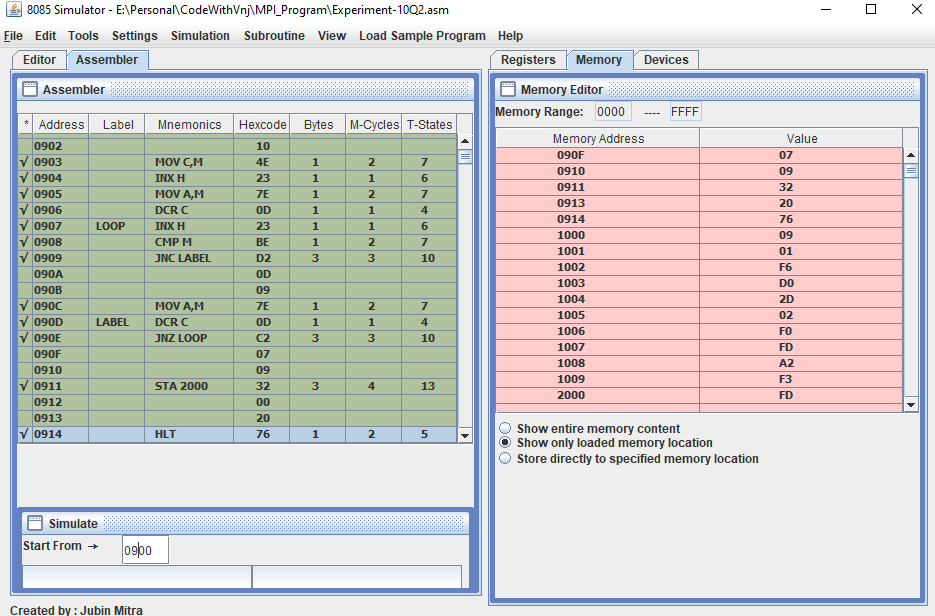 8085 Simulator - E:\Personal\CodeWithVnj\MPI_Program\Experiment-10Q2.asm
File Edit Tools Settings Simulation Subroutine View Load Sample Program Help
Editor Assembler
Assembler
* Address Label Mnemonics Hexcode Bytes M-Cycles T-States
0902 10
√ 0903 MOV C,M 4E 1 2 7
√ 0904 INX H 23 1 1 6
√ 0905 MOV A,M 7E 1 2 7
√ 0906 DCR C 0D 1 1 4
√ 0907 LOOP INX H 23 1 1 6
√ 0908 CMP M BE 1 2 7
√ 0909 JNC LABEL D2 3 3 10
090A 0D
090B 09
√ 090C MOV A,M 7E 1 2 7
√ 090D LABEL DCR C 0D 1 1 4
√ 090E JNZ LOOP C2 3 3 10
090F 07
0910 09
√ 0911 STA 2000 32 3 4 13
0912 00
0913 20
√ 0914 HLT 76 1 2 5
Simulate
Start From → 0900
Created by : Jubin Mitra
Registers Memory Devices
Memory Editor
Memory Range: 0000 ---- FFFF
Memory Address Value
090F 07
0910 09
0911 32
0913 20
0914 76
1000 09
1001 01
1002 F6
1003 D0
1004 2D
1005 02
1006 F0
1007 FD
1008 A2
1009 F3
2000 FD
Show entire memory content
Show only loaded memory location
Store directly to specified memory location